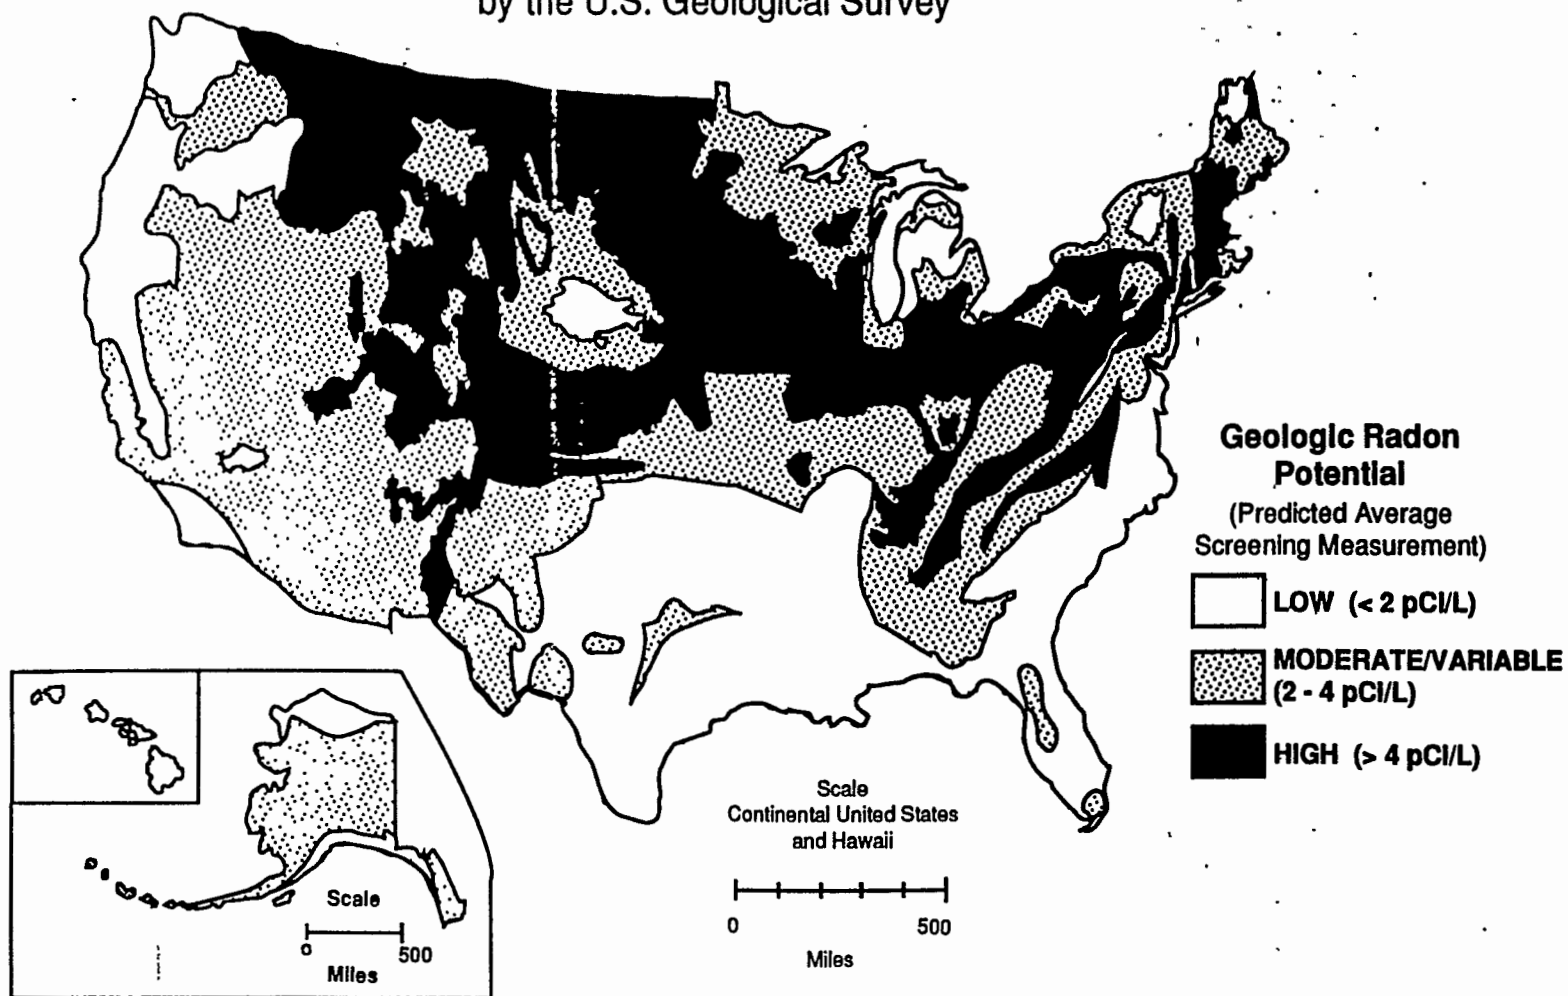 by the U.S. Geological Survey
Geologic Radon
Potential
(Predicted Average
Screening Measurement)
LOW (< 2 pCi/L)
MODERATE/VARIABLE
(2 - 4 pCi/L)
HIGH (> 4 pCi/L)
Scale
Continental United States
and Hawaii
0 500
Miles
Scale
0 500
Miles